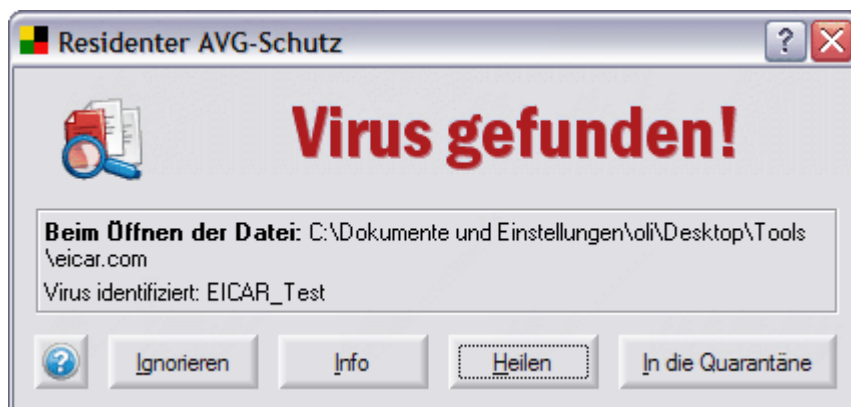 Residenter AVG-Schutz
Virus gefunden!
Beim Öffnen der Datei: C:\Dokumente und Einstellungen\oli\Desktop\Tools
\eicar.com
Virus identifiziert: EICAR_Test
Ignorieren Info Heilen In die Quarantäne